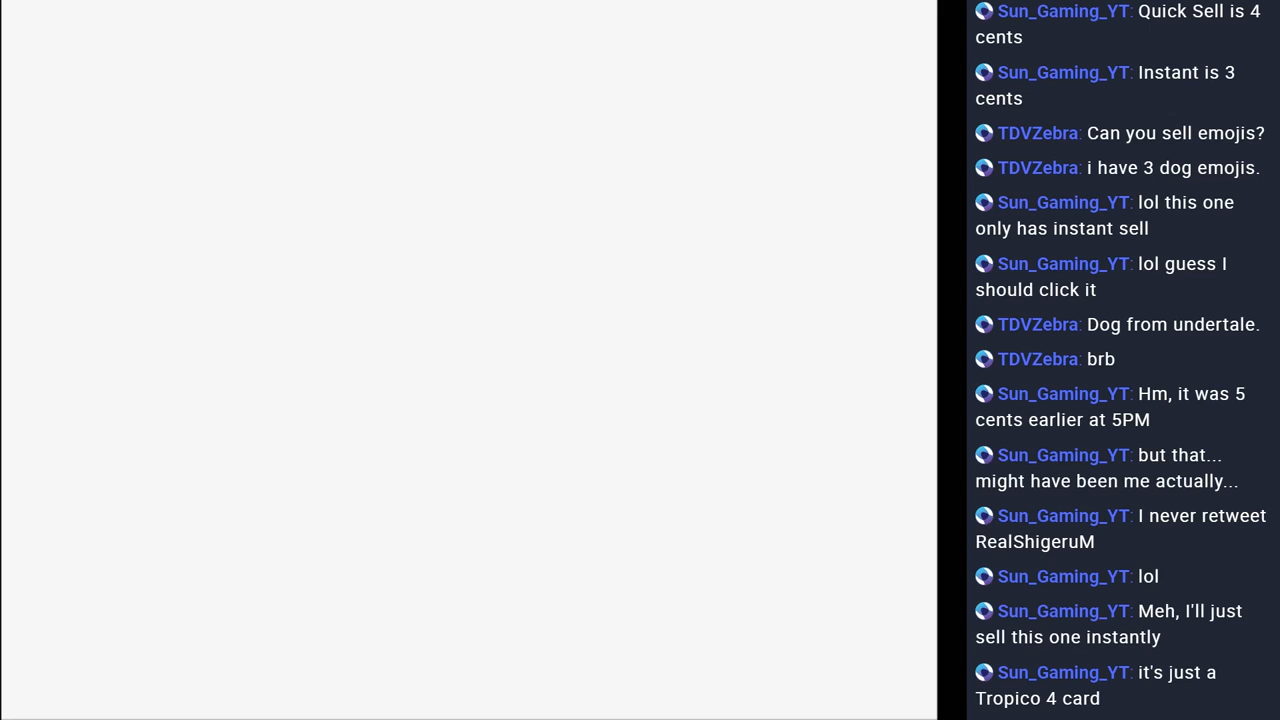 Sun_Gaming_YT: Quick Sell is 4
cents
Sun_Gaming_YT: Instant is 3
cents
TDVZebra: Can you sell emojis?
TDVZebra: i have 3 dog emojis.
Sun_Gaming_YT: lol this one
only has instant sell
Sun_Gaming_YT: lol guess I
should click it
TDVZebra: Dog from undertale.
TDVZebra: brb
Sun_Gaming_YT: Hm, it was 5
cents earlier at 5PM
Sun_Gaming_YT: but that...
might have been me actually...
Sun_Gaming_YT: I never retweet
RealShigeruM
Sun_Gaming_YT: lol
Sun_Gaming_YT: Meh, I'll just
sell this one instantly
Sun_Gaming_YT: it's just a
Tropico 4 card